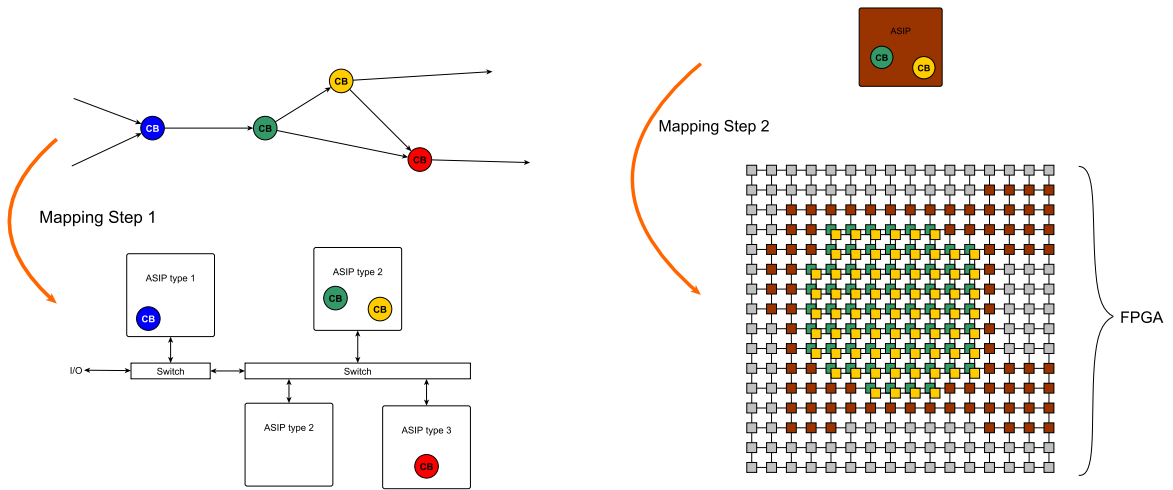 CB
CB
CB
CB
Mapping Step 1
ASIP type 1
CB
ASIP type 2
CB
CB
I/O
Switch
Switch
ASIP type 2
ASIP type 3
CB
ASIP
CB
CB
Mapping Step 2
FPGA